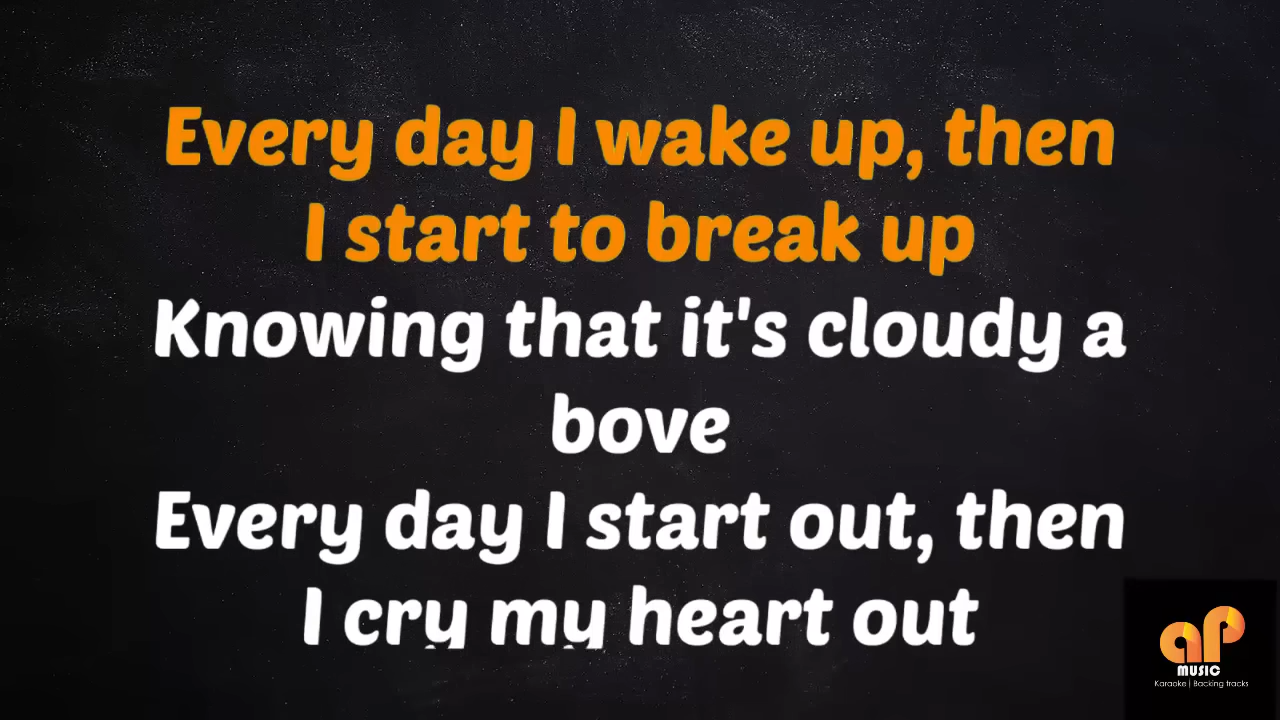 Every day I wake up, then
I start to break up
Knowing that it's cloudy a
bove
Every day I start out, then
I cry my heart out
ap
MUSIC
Karaoke | Backing tracks